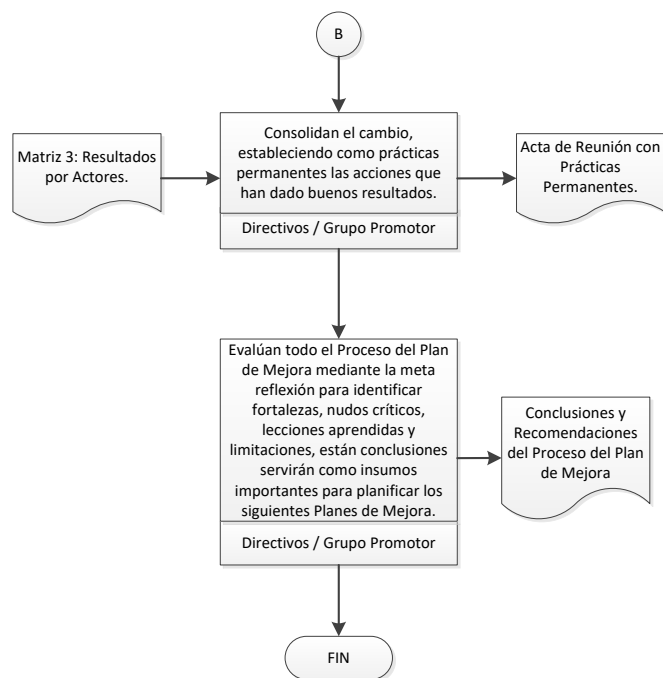 B
Matriz 3: Resultados
por Actores.
Consolidan el cambio,
estableciendo como prácticas
permanentes las acciones que
han dado buenos resultados.
Directivos / Grupo Promotor
Acta de Reunión con
Prácticas
Permanentes.
Evalúan todo el Proceso del Plan
de Mejora mediante la meta
reflexión para identificar
fortalezas, nudos críticos,
lecciones aprendidas y
limitaciones, están conclusiones
servirán como insumos
importantes para planificar los
siguientes Planes de Mejora.
Directivos / Grupo Promotor
Conclusiones y
Recomendaciones
del Proceso del Plan
de Mejora
FIN